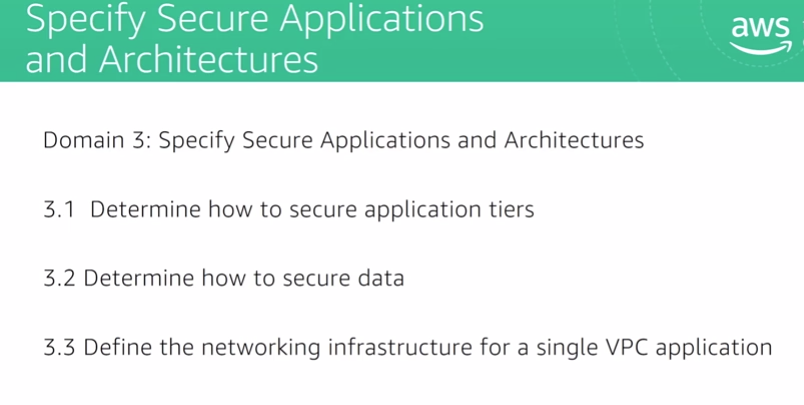 Specify Secure Applications
and Architectures
aws
Domain 3: Specify Secure Applications and Architectures
3.1 Determine how to secure application tiers
3.2 Determine how to secure data
3.3 Define the networking infrastructure for a single VPC application